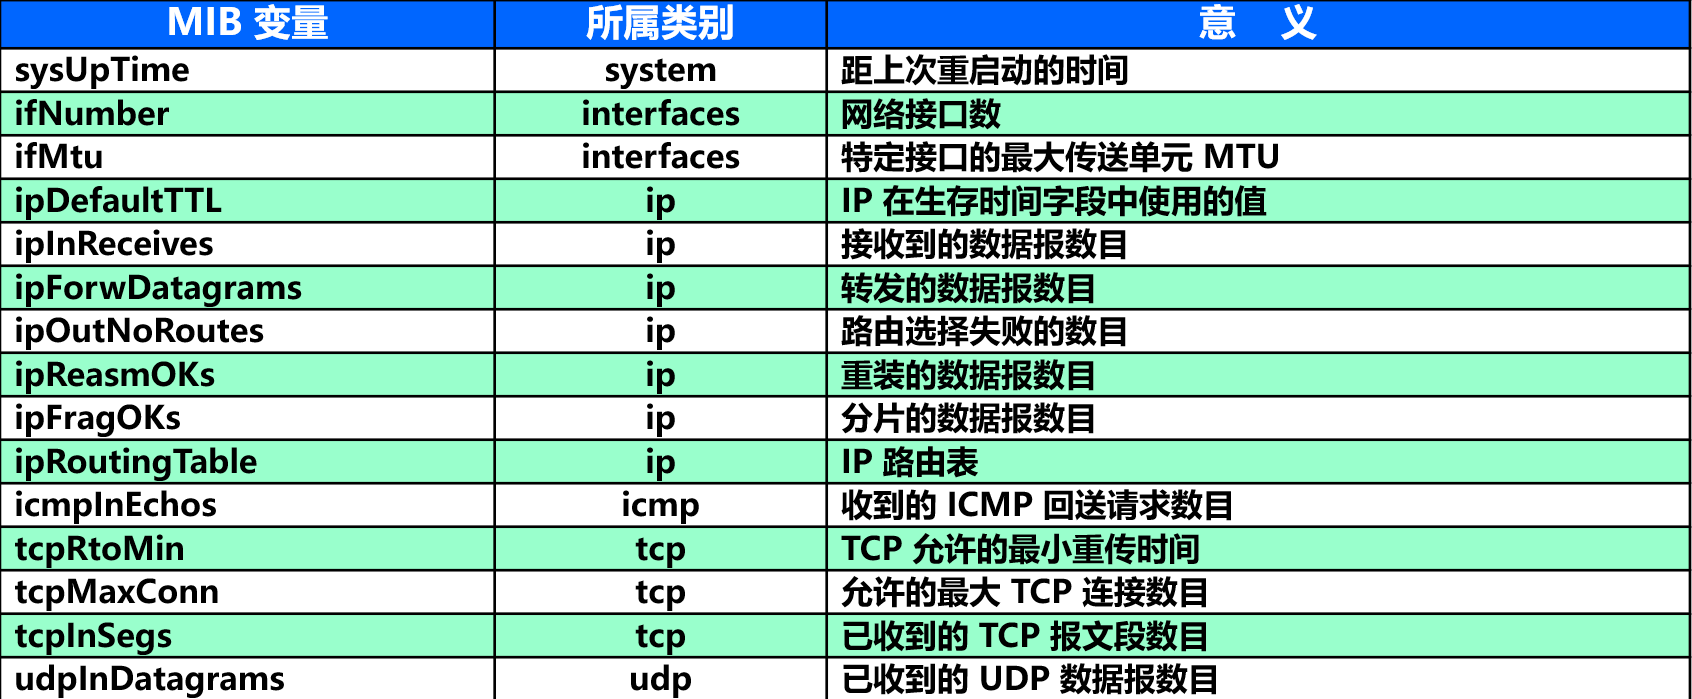 MIB 变量 所属类别 意 义
sysUpTime system 距上次重启动的时间
ifNumber interfaces 网络接口数
ifMtu interfaces 特定接口的最大传送单元 MTU
ipDefaultTTL ip IP 在生存时间字段中使用的值
ipInReceives ip 接收到的数据报数目
ipForwDatagrams ip 转发的数据报数目
ipOutNoRoutes ip 路由选择失败的数目
ipReasmOKs ip 重装的数据报数目
ipFragOKs ip 分片的数据报数目
ipRoutingTable ip IP 路由表
icmpInEchos icmp 收到的 ICMP 回送请求数目
tcpRtoMin tcp TCP 允许的最小重传时间
tcpMaxConn tcp 允许的最大 TCP 连接数目
tcpInSegs tcp 已收到的 TCP 报文段数目
udpInDatagrams udp 已收到的 UDP 数据报数目